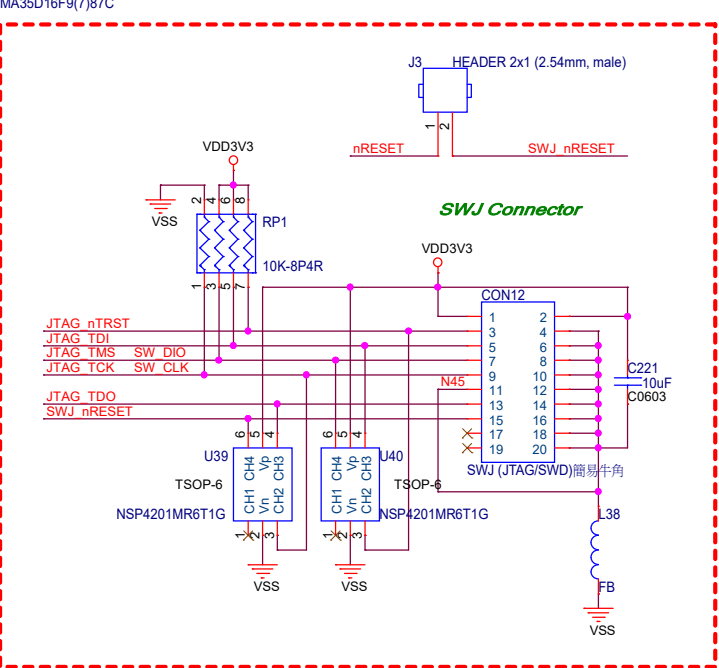 MA35D16F9(7)87C
J3 HEADER 2x1 (2.54mm, male)
1 2
nRESET SWJ_nRESET
VDD3V3
2 4 6 8
VSS
RP1
10K-8P4R
1 3 5 7
SWJ Connector
VDD3V3
CON12
1 2
3 4
5 6
7 8
9 10
11 12
13 14
15 16
17 18
19 20
SWJ (JTAG/SWD)簡易牛角
JTAG_nTRST
JTAG_TDI
JTAG_TMS SW_DIO
JTAG_TCK SW_CLK
N45
JTAG_TDO
SWJ_nRESET
C221
10uF
C0603
6 5 4
U39
CH4 Vp CH3
TSOP-6
CH1 Vn CH2
NSP4201MR6T1G
1 2 3
VSS
6 5 4
U40
CH4 Vp CH3
TSOP-6
CH1 Vn CH2
NSP4201MR6T1G
1 2 3
VSS
L38
FB
VSS